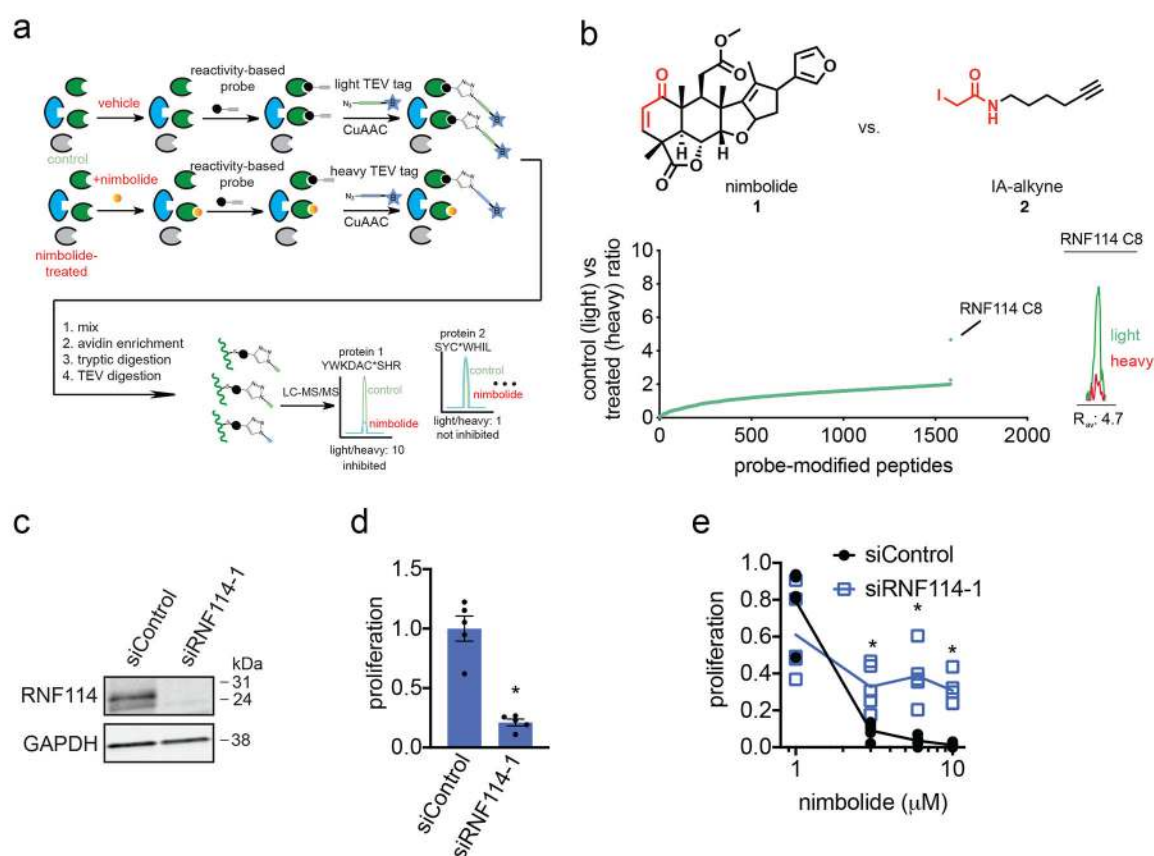 a
reactivity-based
probe
vehicle
light TEV tag
N₃
B
CuAAC
B
B
control
reactivity-based
probe
+nimbolide
heavy TEV tag
N₃
B
CuAAC
B
nimbolide-
treated
1. mix
2. avidin enrichment
3. tryptic digestion
4. TEV digestion
LC-MS/MS
protein 1
YWKDAC*SHR
control
nimbolide
light/heavy: 10
inhibited
protein 2
SYC*WHIL
control
nimbolide
light/heavy: 1
not inhibited
b
O
O
O
O
O
O
O
H
H
H
nimbolide
1
vs.
I
O
N
H
IA-alkyne
2
control (light) vs
treated (heavy) ratio
10
8
6
4
2
0
0 500 1000 1500 2000
probe-modified peptides
RNF114 C8
RNF114 C8
light
heavy
Rav: 4.7
c
siControl
siRNF114-1
kDa
RNF114
31
24
GAPDH
38
d
proliferation
1.5
1.0
0.5
0.0
*
siControl
siRNF114-1
e
proliferation
1.0
0.8
0.6
0.4
0.2
0.0
siControl
siRNF114-1
* * *
1 10
nimbolide (μM)